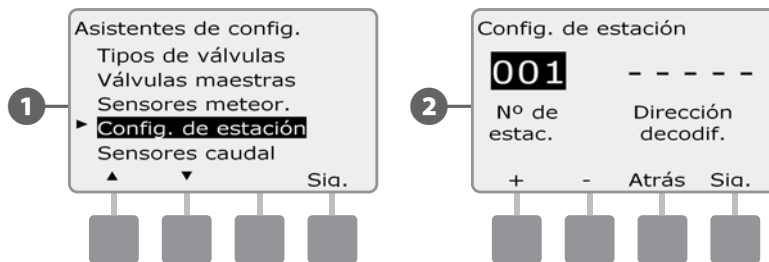 1
Asistentes de config.
Tipos de válvulas
Válvulas maestras
Sensores meteor.
Config. de estación
Sensores caudal
Sig.
2
Config. de estación
001 - - - - -
Nº de estac.
Dirección decodif.
+ - Atrás Sig.